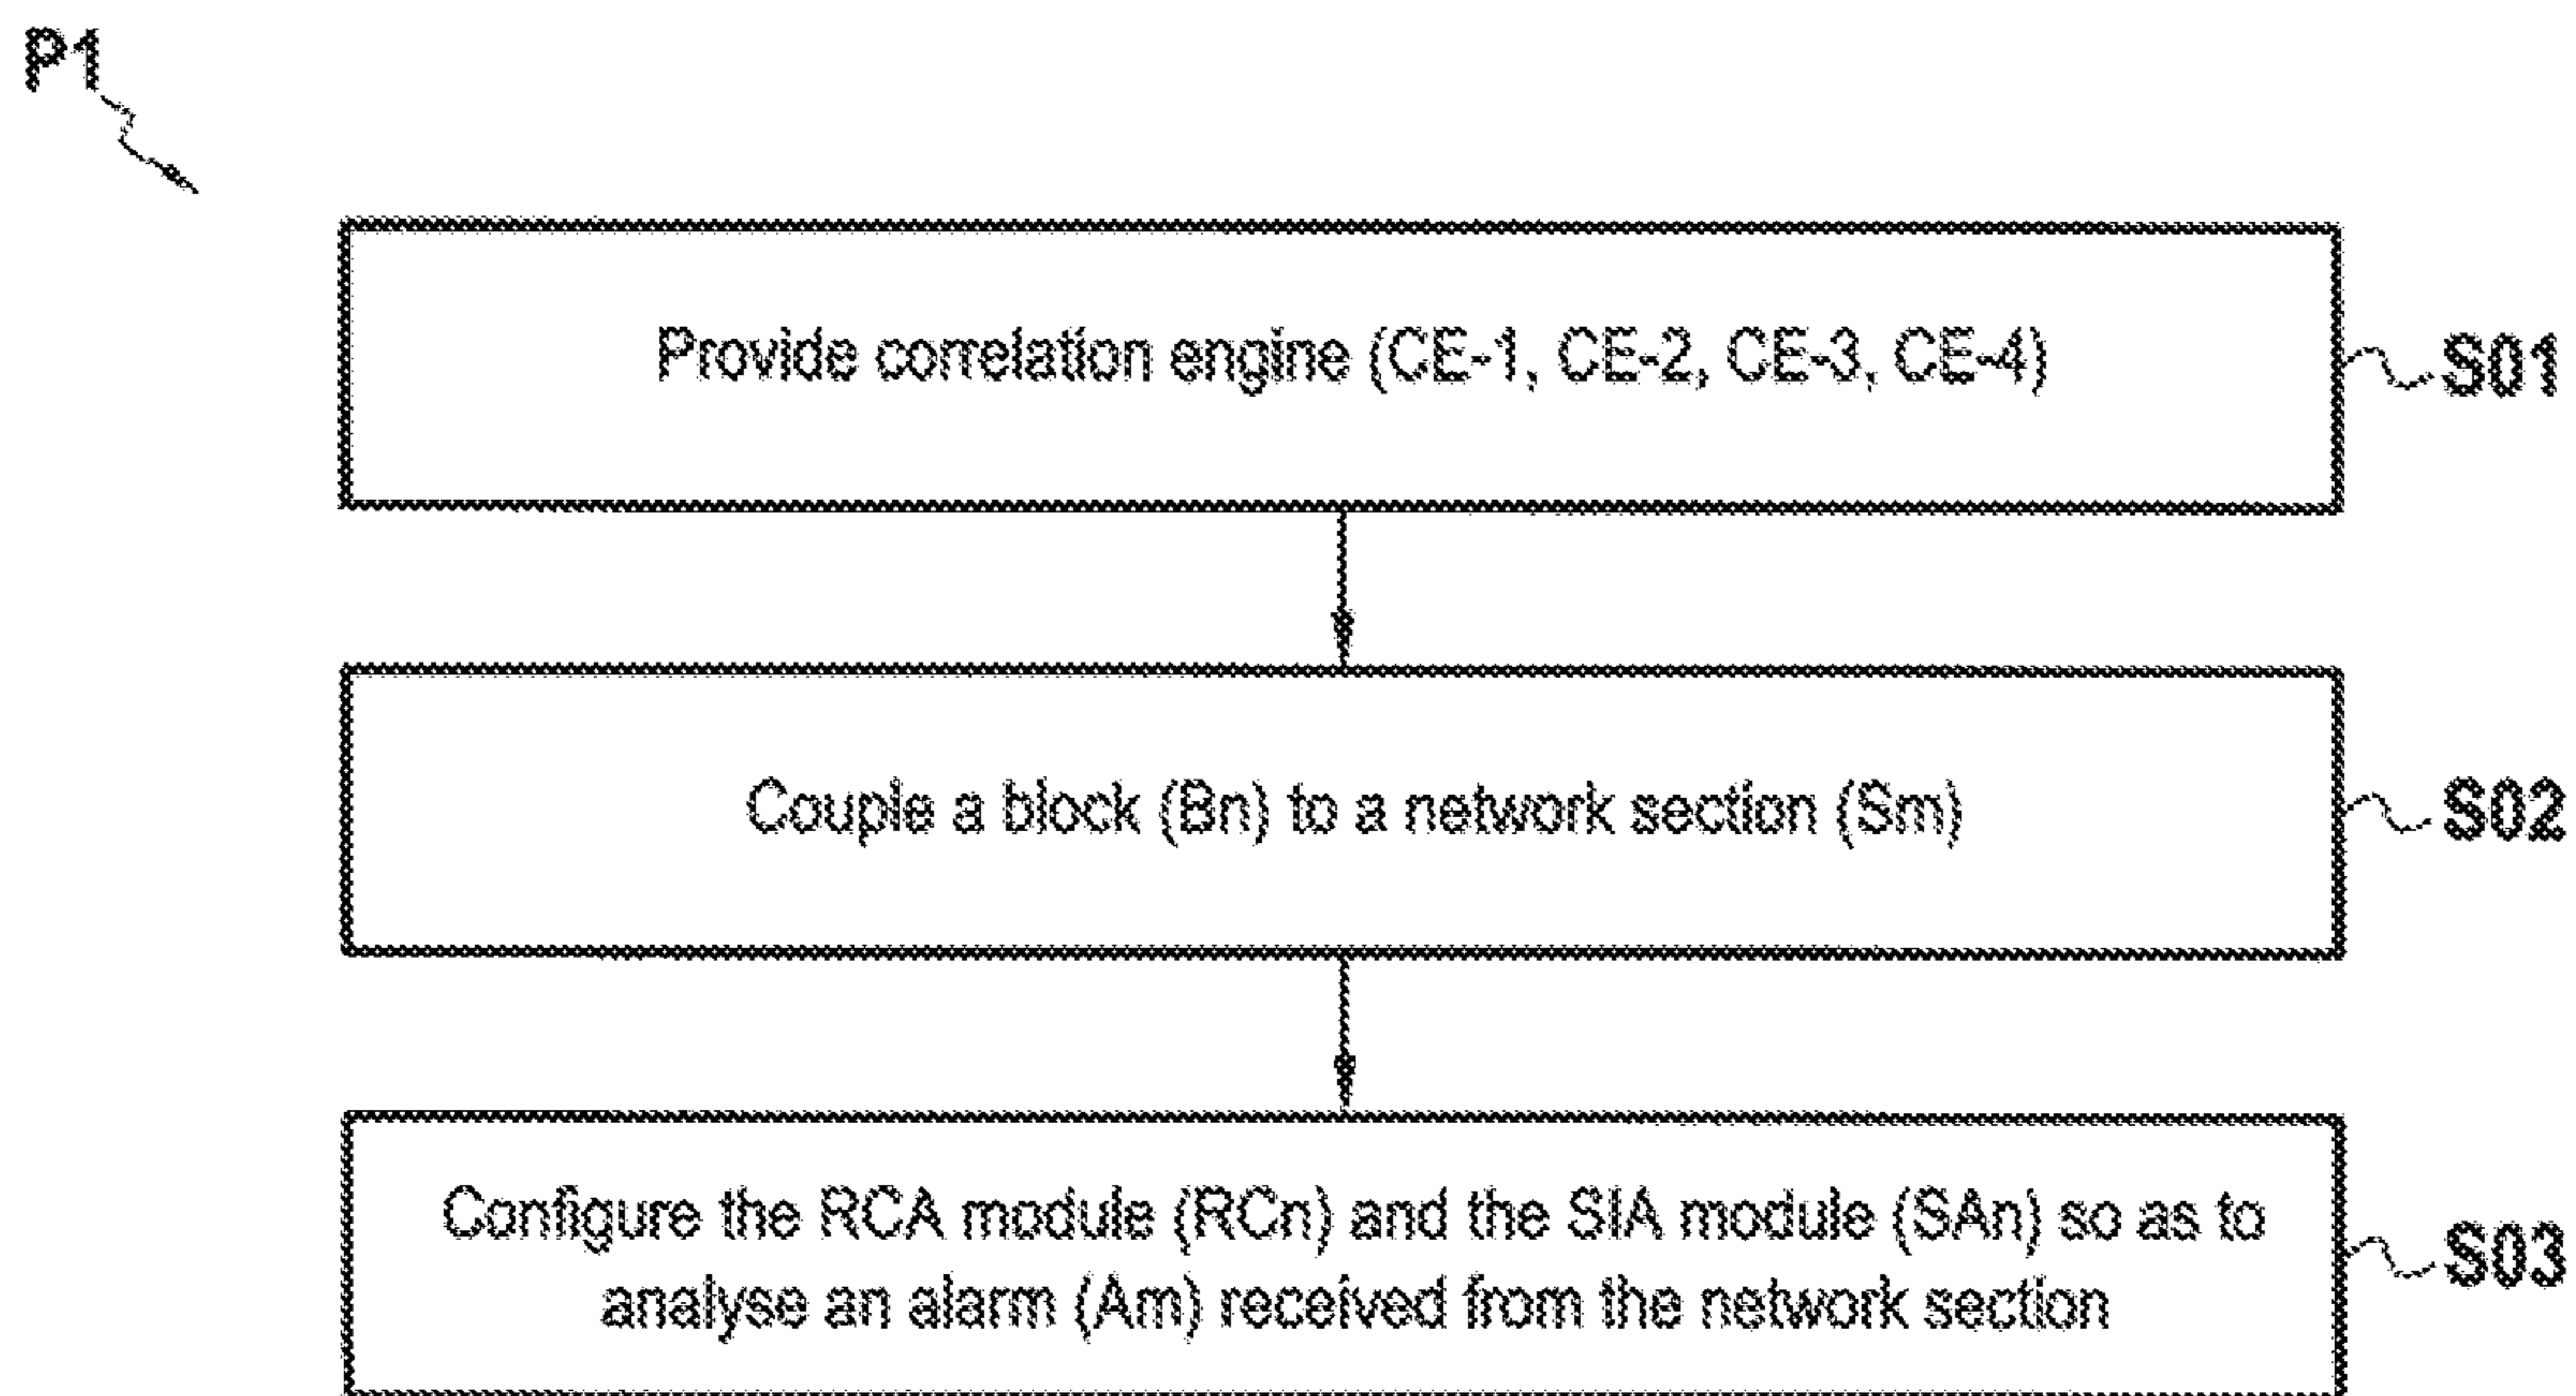 P1
Provide correlation engine (CE-1, CE-2, CE-3, CE-4)
S01
Couple a block (Bn) to a network section (Sm)
S02
Configure the RCA module (RCn) and the SIA module (SAn) so as to
analyse an alarm (Am) received from the network section
S03